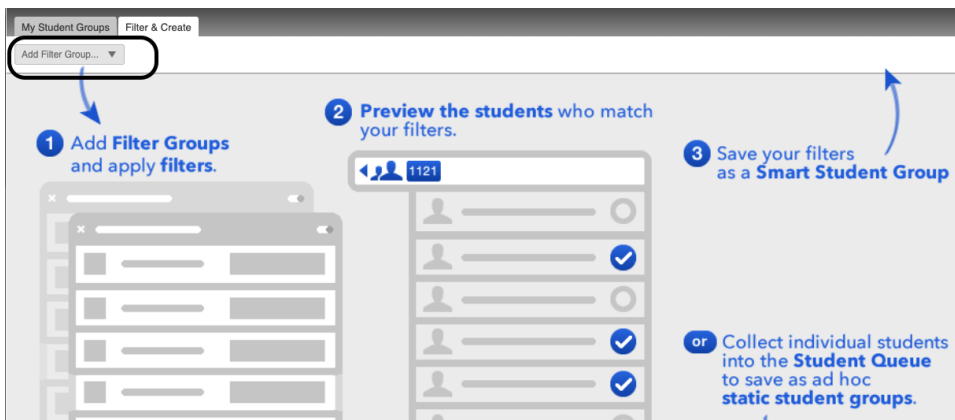 My Student Groups Filter & Create
Add Filter Group... ▼
1 Add Filter Groups
and apply filters.
2 Preview the students who match
your filters.
1121
3 Save your filters
as a Smart Student Group
or Collect individual students
into the Student Queue
to save as ad hoc
static student groups.